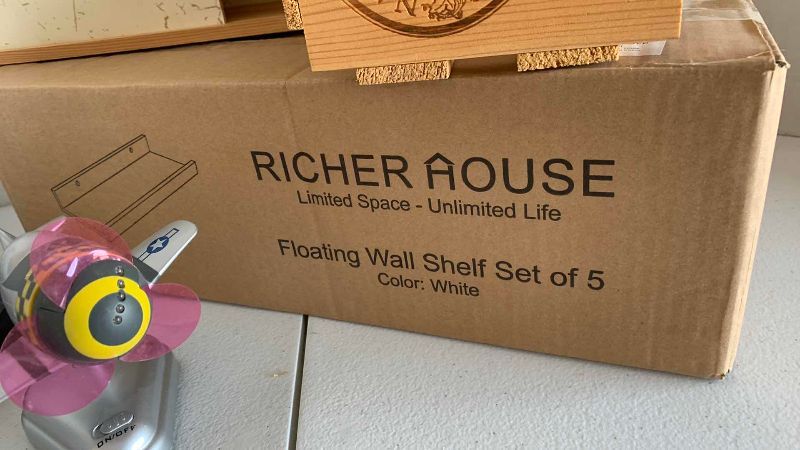 RICHER HOUSE
Limited Space - Unlimited Life
Floating Wall Shelf Set of 5
Color: White
ON/OFF